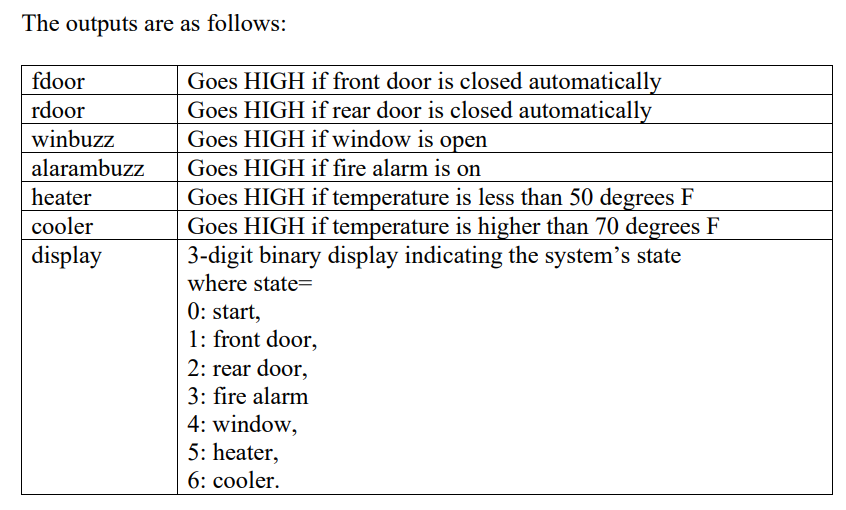 The outputs are as follows:
fdoor Goes HIGH if front door is closed automatically
rdoor Goes HIGH if rear door is closed automatically
winbuzz Goes HIGH if window is open
alarambuzz Goes HIGH if fire alarm is on
heater Goes HIGH if temperature is less than 50 degrees F
cooler Goes HIGH if temperature is higher than 70 degrees F
display 3-digit binary display indicating the system’s state
where state=
0: start,
1: front door,
2: rear door,
3: fire alarm
4: window,
5: heater,
6: cooler.